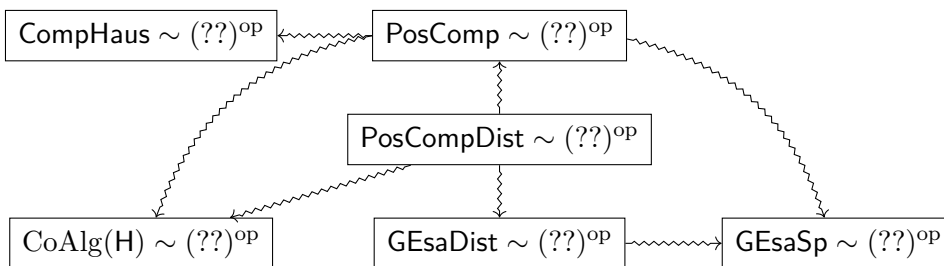 CompHaus ∼ (??)^op
PosComp ∼ (??)^op
PosCompDist ∼ (??)^op
CoAlg(H) ∼ (??)^op
GEsaDist ∼ (??)^op
GEsaSp ∼ (??)^op